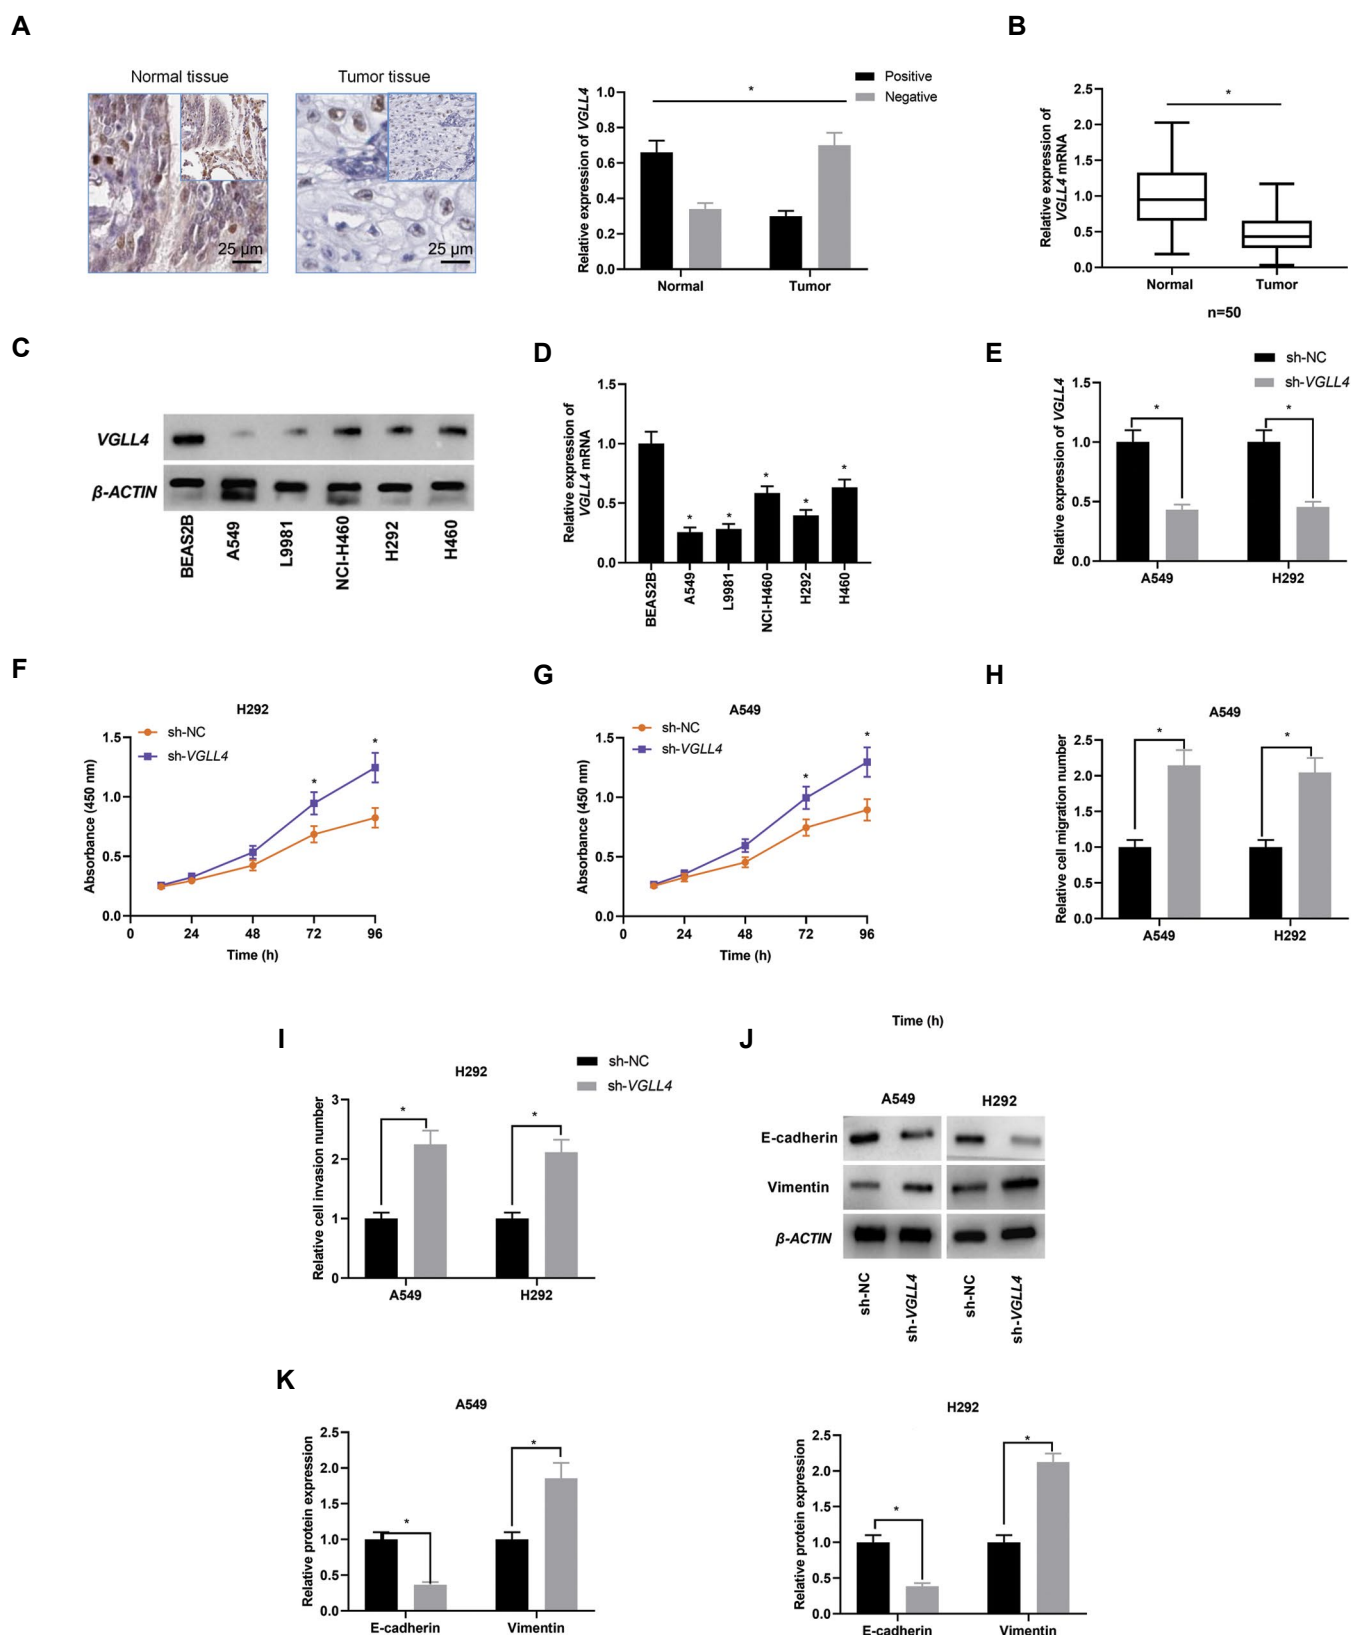 A
Normal tissue
Tumor tissue
25 µm
25 µm
Positive
Negative
Relative expression of VGLL4
1.0
0.8
0.6
0.4
0.2
0.0
*
Normal
Tumor
B
Relative expression of
VGLL4 mRNA
2.5
2.0
1.5
1.0
0.5
0.0
*
Normal
Tumor
n=50
C
VGLL4
β-ACTIN
BEAS2B
A549
L9981
NCI-H460
H292
H460
D
Relative expression of
VGLL4 mRNA
1.5
1.0
0.5
0.0
*
*
*
*
*
BEAS2B
A549
L9981
NCI-H460
H292
H460
E
sh-NC
sh-VGLL4
Relative expression of VGLL4
1.5
1.0
0.5
0.0
*
*
A549
H292
F
H292
sh-NC
sh-VGLL4
Absorbance (450 nm)
1.5
1.0
0.5
0.0
*
*
0
24
48
72
96
Time (h)
G
A549
sh-NC
sh-VGLL4
Absorbance (450 nm)
1.5
1.0
0.5
0.0
*
*
0
24
48
72
96
Time (h)
H
A549
Relative cell migration number
2.5
2.0
1.5
1.0
0.5
0.0
*
*
A549
H292
I
H292
sh-NC
sh-VGLL4
Relative cell invasion number
3
2
1
0
*
*
A549
H292
Time (h)
J
A549
H292
E-cadherin
Vimentin
β-ACTIN
sh-NC
sh-VGLL4
sh-NC
sh-VGLL4
K
A549
Relative protein expression
2.5
2.0
1.5
1.0
0.5
0.0
*
*
E-cadherin
Vimentin
H292
Relative protein expression
2.5
2.0
1.5
1.0
0.5
0.0
*
*
E-cadherin
Vimentin